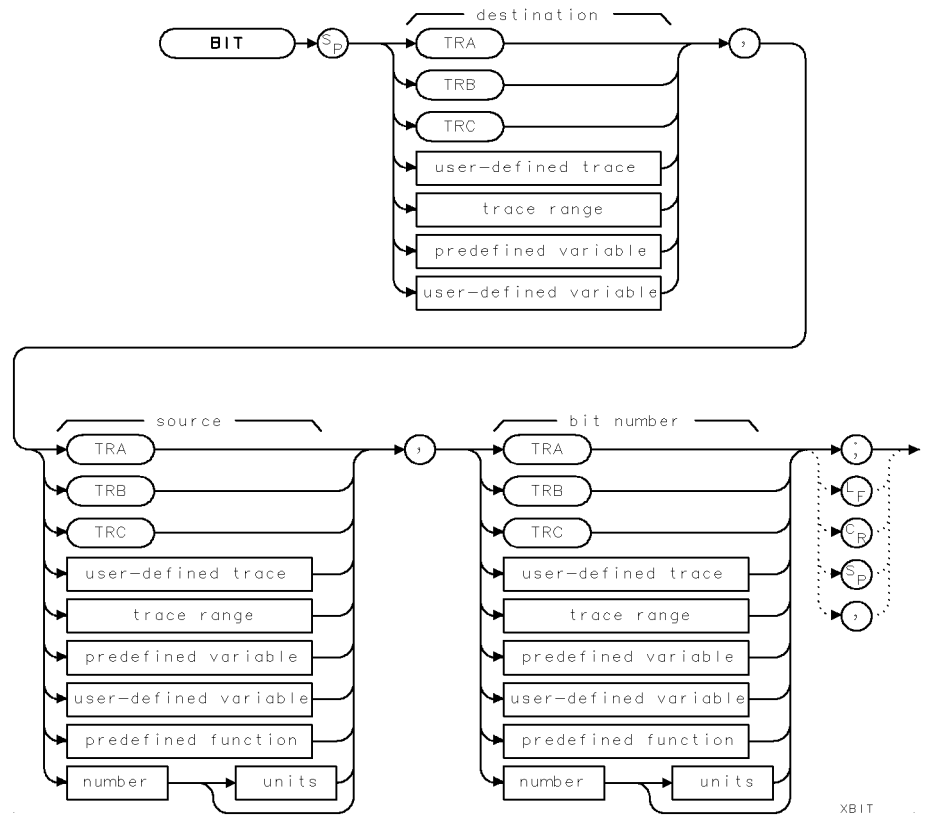 destination
BIT SP TRA ,
TRB
TRC
user-defined trace
trace range
predefined variable
user-defined variable
source
TRA
TRB
TRC
user-defined trace
trace range
predefined variable
user-defined variable
predefined function
number units
,
bit number
TRA
TRB
TRC
user-defined trace
trace range
predefined variable
user-defined variable
predefined function
number units
;
LF
CR
SP
,
XBIT